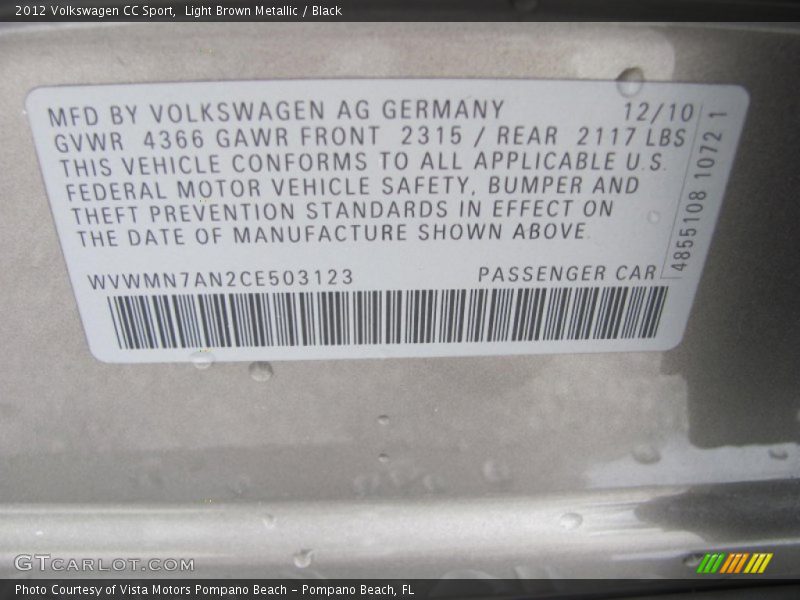 2012 Volkswagen CC Sport,  Light Brown Metallic / Black
MFD BY VOLKSWAGEN AG GERMANY 12/10
GVWR 4366 GAWR FRONT 2315 / REAR 2117 LBS
THIS VEHICLE CONFORMS TO ALL APPLICABLE U.S.
FEDERAL MOTOR VEHICLE SAFETY, BUMPER AND
THEFT PREVENTION STANDARDS IN EFFECT ON
THE DATE OF MANUFACTURE SHOWN ABOVE.
4855108 10721
WVWMN7AN2CE503123 PASSENGER CAR
GTCARLOT.COM
Photo Courtesy of Vista Motors Pompano Beach - Pompano Beach, FL